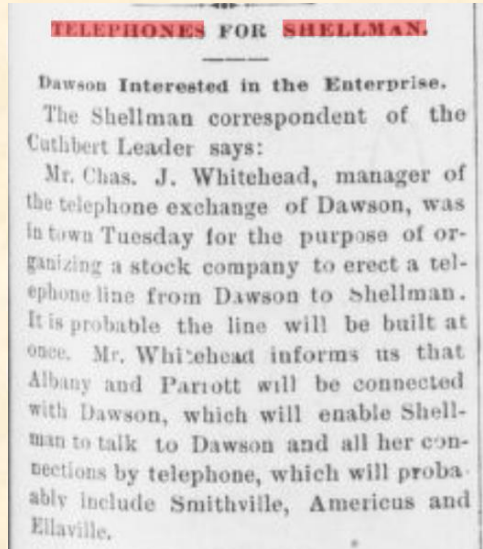 TELEPHONES FOR SHELLMAN.
Dawson Interested in the Enterprise.
The Shellman correspondent of the
Cuthbert Leader says:
Mr. Chas. J. Whitehead, manager of
the telephone exchange of Dawson, was
in town Tuesday for the purpose of or-
ganizing a stock company to erect a tel-
ephone line from Dawson to Shellman.
It is probable the line will be built at
once. Mr. Whitehead informs us that
Albany and Parrott will be connected
with Dawson, which will enable Shell-
man to talk to Dawson and all her con-
nections by telephone, which will proba-
ably include Smithville, Americus and
Ellaville.